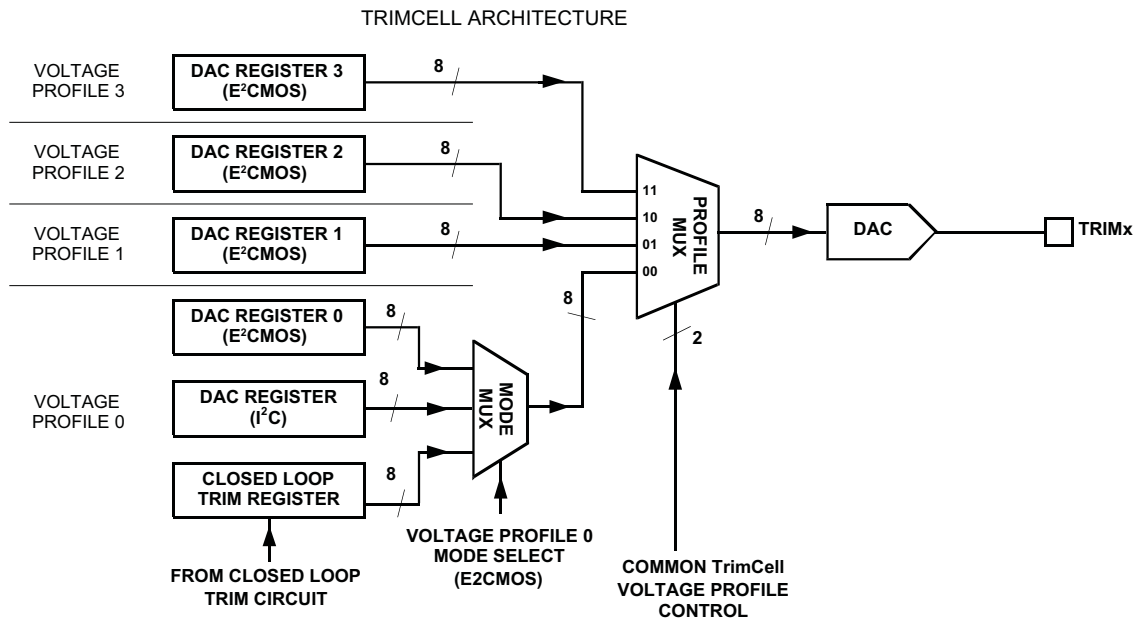 TRIMCELL ARCHITECTURE
VOLTAGE
PROFILE 3
DAC REGISTER 3
(E²CMOS)
8
VOLTAGE
PROFILE 2
DAC REGISTER 2
(E²CMOS)
8
VOLTAGE
PROFILE 1
DAC REGISTER 1
(E²CMOS)
8
11
10
01
00
PROFILE
MUX
8
DAC
TRIMx
DAC REGISTER 0
(E²CMOS)
8
8
2
VOLTAGE
PROFILE 0
DAC REGISTER
(I²C)
8
MODE
MUX
CLOSED LOOP
TRIM REGISTER
8
FROM CLOSED LOOP
TRIM CIRCUIT
VOLTAGE PROFILE 0
MODE SELECT
(E2CMOS)
COMMON TrimCell
VOLTAGE PROFILE
CONTROL